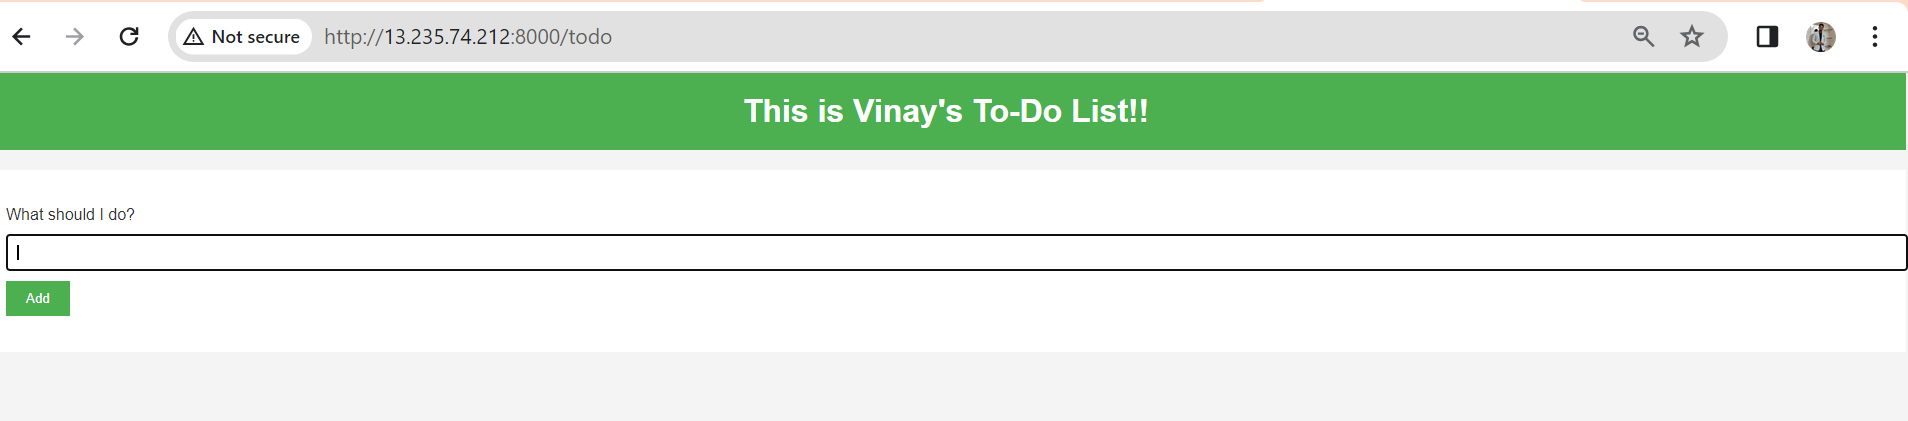 Not secure http://13.235.74.212:8000/todo
This is Vinay's To-Do List!!
What should I do?
Add